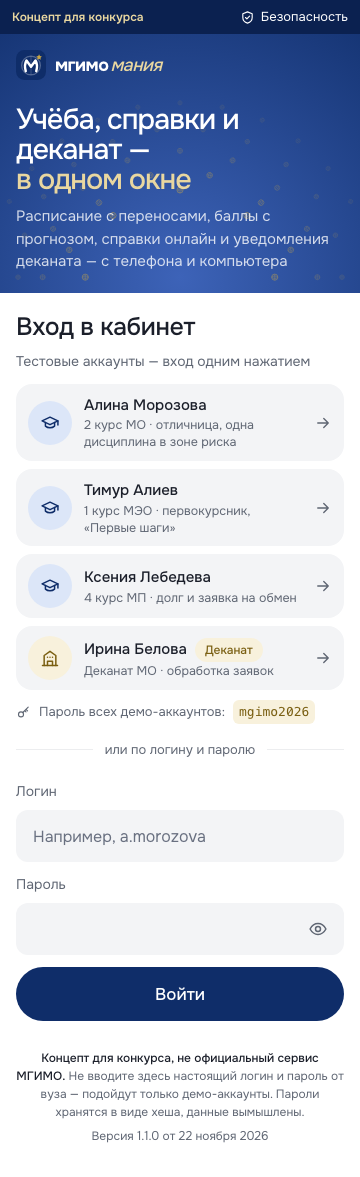 Концепт для конкурса
Безопасность
мгимо мания
Учёба, справки и
деканат —
в одном окне
Расписание с переносами, баллы с
прогнозом, справки онлайн и уведомления
деканата — с телефона и компьютера
Вход в кабинет
Тестовые аккаунты — вход одним нажатием
Алина Морозова
2 курс МО · отличница, одна
дисциплина в зоне риска
Тимур Алиев
1 курс МЭО · первокурсник,
«Первые шаги»
Ксения Лебедева
4 курс МП · долг и заявка на обмен
Ирина Белова Деканат
Деканат МО · обработка заявок
Пароль всех демо-аккаунтов: mgimo2026
или по логину и паролю
Логин
Например, a.morozova
Пароль
Войти
Концепт для конкурса, не официальный сервис
МГИМО. Не вводите здесь настоящий логин и пароль от
вуза — подойдут только демо-аккаунты. Пароли
хранятся в виде хеша, данные вымышлены.
Версия 1.1.0 от 22 ноября 2026